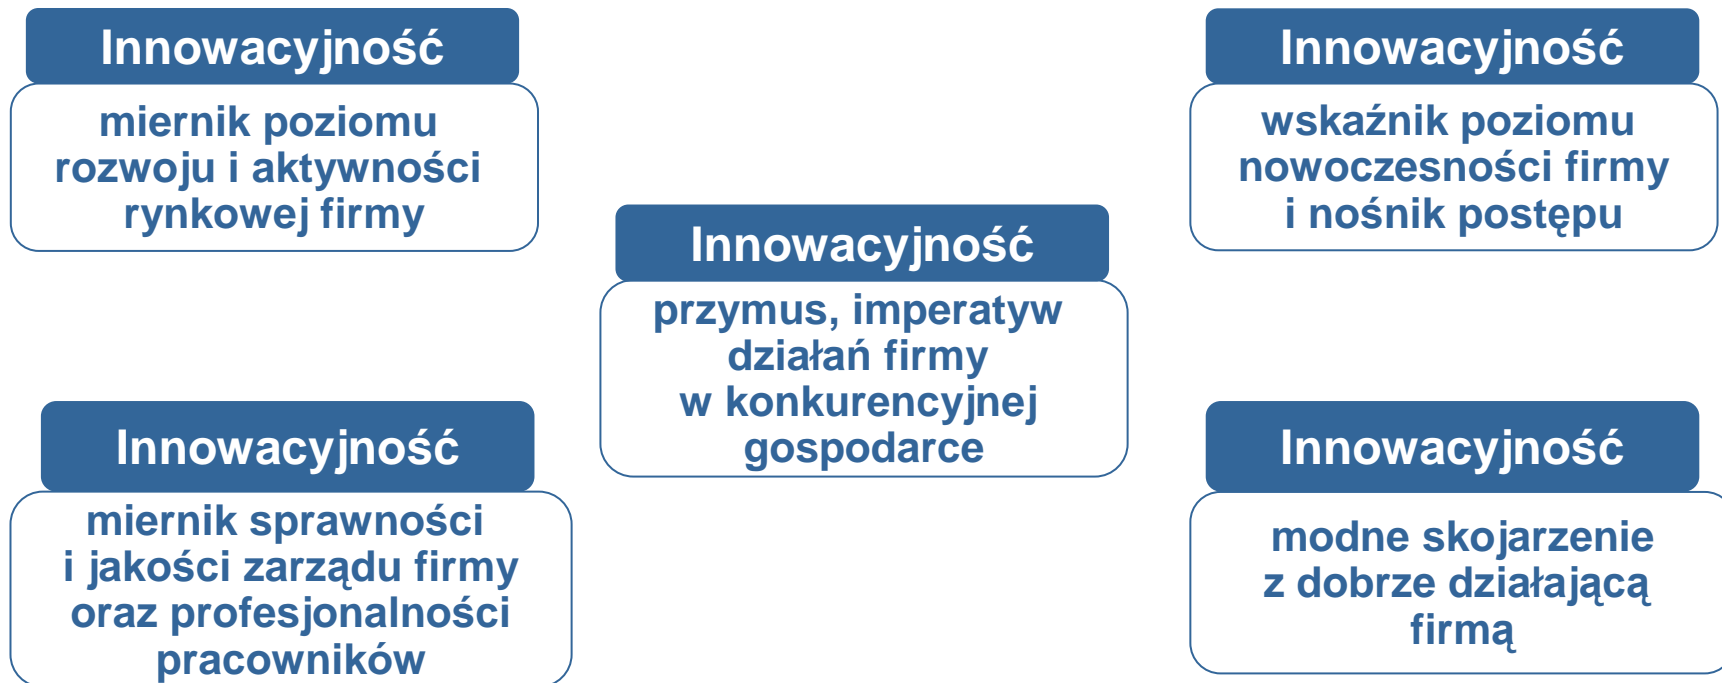 Innowacyjność
miernik poziomu
rozwoju i aktywności
rynkowej firmy
Innowacyjność
wskaźnik poziomu
nowoczesności firmy
i nośnik postępu
Innowacyjność
przymus, imperatyw
działań firmy
w konkurencyjnej
gospodarce
Innowacyjność
miernik sprawności
i jakości zarządu firmy
oraz profesjonalności
pracowników
Innowacyjność
modne skojarzenie
z dobrze działającą
firmą